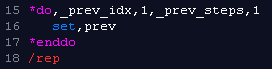 15 *do,_prev_idx,1,_prev_steps,1
16 set,prev
17 *enddo
18 /rep